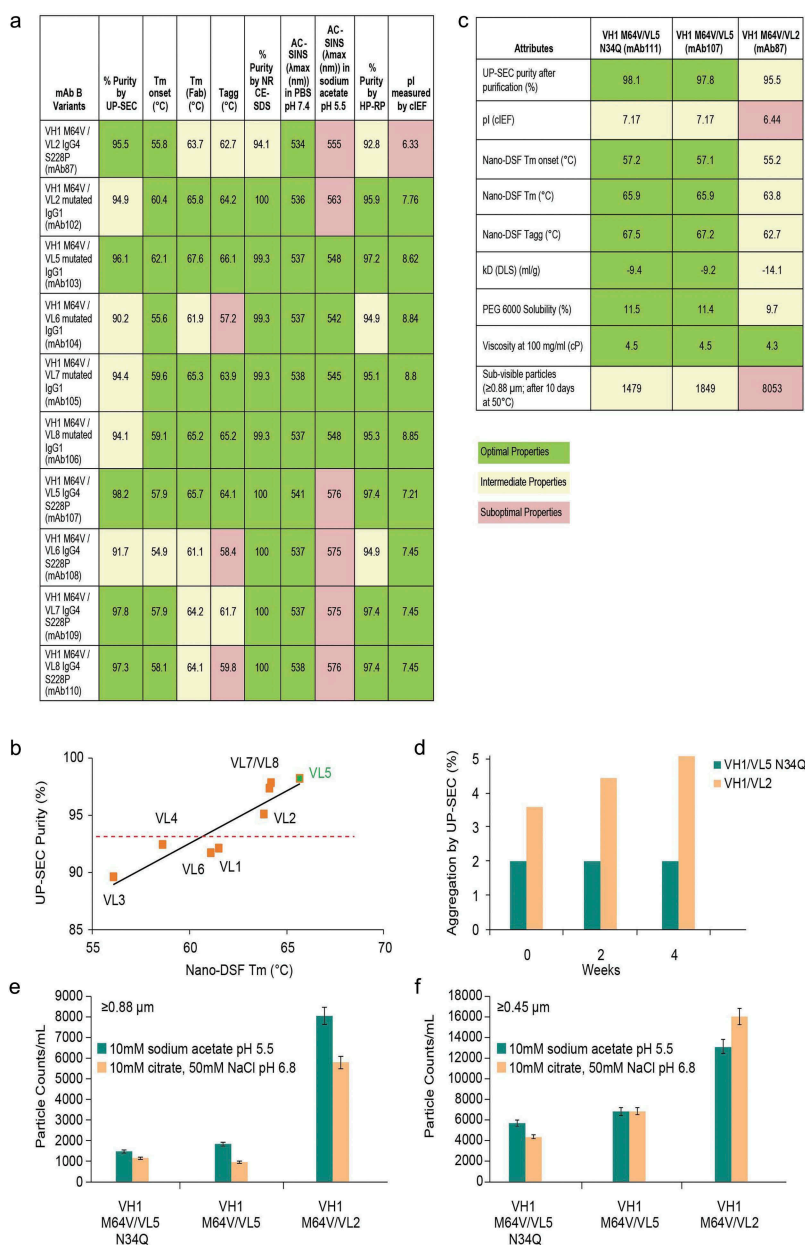 a
mAb B
Variants
% Purity
by
UP-SEC
Tm
onset
(°C)
Tm
(Fab)
(°C)
Tagg
(°C)
%
Purity
by NR
CE-
SDS
AC-
SINS
(λmax
(nm))
in PBS
pH 7.4
AC-
SINS
(λmax
(nm)) in
sodium
acetate
pH 5.5
%
Purity
by
HP-RP
pI
measured
by cIEF
VH1 M64V /
VL2 IgG4
S228P
(mAb87)
95.5 55.8 63.7 62.7 94.1 534 555 92.8 6.33
VH1 M64V /
VL2 mutated
IgG1
(mAb102)
94.9 60.4 65.8 64.2 100 536 563 95.9 7.76
VH1 M64V /
VL5 mutated
IgG1
(mAb103)
96.1 62.1 67.6 66.1 99.3 537 548 97.2 8.62
VH1 M64V /
VL6 mutated
IgG1
(mAb104)
90.2 55.6 61.9 57.2 99.3 537 542 94.9 8.84
VH1 M64V /
VL7 mutated
IgG1
(mAb105)
94.4 59.6 65.3 63.9 99.3 538 545 95.1 8.8
VH1 M64V /
VL8 mutated
IgG1
(mAb106)
94.1 59.1 65.2 65.2 99.3 537 548 95.3 8.85
VH1 M64V /
VL5 IgG4
S228P
(mAb107)
98.2 57.9 65.7 64.1 100 541 576 97.4 7.21
VH1 M64V /
VL6 IgG4
S228P
(mAb108)
91.7 54.9 61.1 58.4 100 537 575 94.9 7.45
VH1 M64V /
VL7 IgG4
S228P
(mAb109)
97.8 57.9 64.2 61.7 100 537 575 97.4 7.45
VH1 M64V /
VL8 IgG4
S228P
(mAb110)
97.3 58.1 64.1 59.8 100 538 576 97.4 7.45
c
Attributes
VH1 M64V/VL5
N34Q (mAb111)
VH1 M64V/VL5
(mAb107)
VH1 M64V/VL2
(mAb87)
UP-SEC purity after
purification (%)
98.1 97.8 95.5
pI (cIEF) 7.17 7.17 6.44
Nano-DSF Tm onset (°C) 57.2 57.1 55.2
Nano-DSF Tm (°C) 65.9 65.9 63.8
Nano-DSF Tagg (°C) 67.5 67.2 62.7
kD (DLS) (ml/g) -9.4 -9.2 -14.1
PEG 6000 Solubility (%) 11.5 11.4 9.7
Viscosity at 100 mg/ml (cP) 4.5 4.5 4.3
Sub-visible particles
(≥0.88 µm; after 10 days
at 50°C)
1479 1849 8053
Optimal Properties
Intermediate Properties
Suboptimal Properties
b
UP-SEC Purity (%)
100
95
90
85
VL7/VL8
VL5
VL4
VL2
VL6
VL1
VL3
55 60 65 70
Nano-DSF Tm (°C)
d
Aggregation by UP-SEC (%)
5
4
3
2
1
0
VH1/VL5 N34Q
VH1/VL2
0 2 4
Weeks
e
Particle Counts/mL
9000
8000
7000
6000
5000
4000
3000
2000
1000
0
≥0.88 µm
10mM sodium acetate pH 5.5
10mM citrate, 50mM NaCl pH 6.8
VH1
M64V/VL5
N34Q
VH1
M64V/VL5
VH1
M64V/VL2
f
Particle Counts/mL
18000
16000
14000
12000
10000
8000
6000
4000
2000
0
≥0.45 µm
10mM sodium acetate pH 5.5
10mM citrate, 50mM NaCl pH 6.8
VH1
M64V/VL5
N34Q
VH1
M64V/VL5
VH1
M64V/VL2